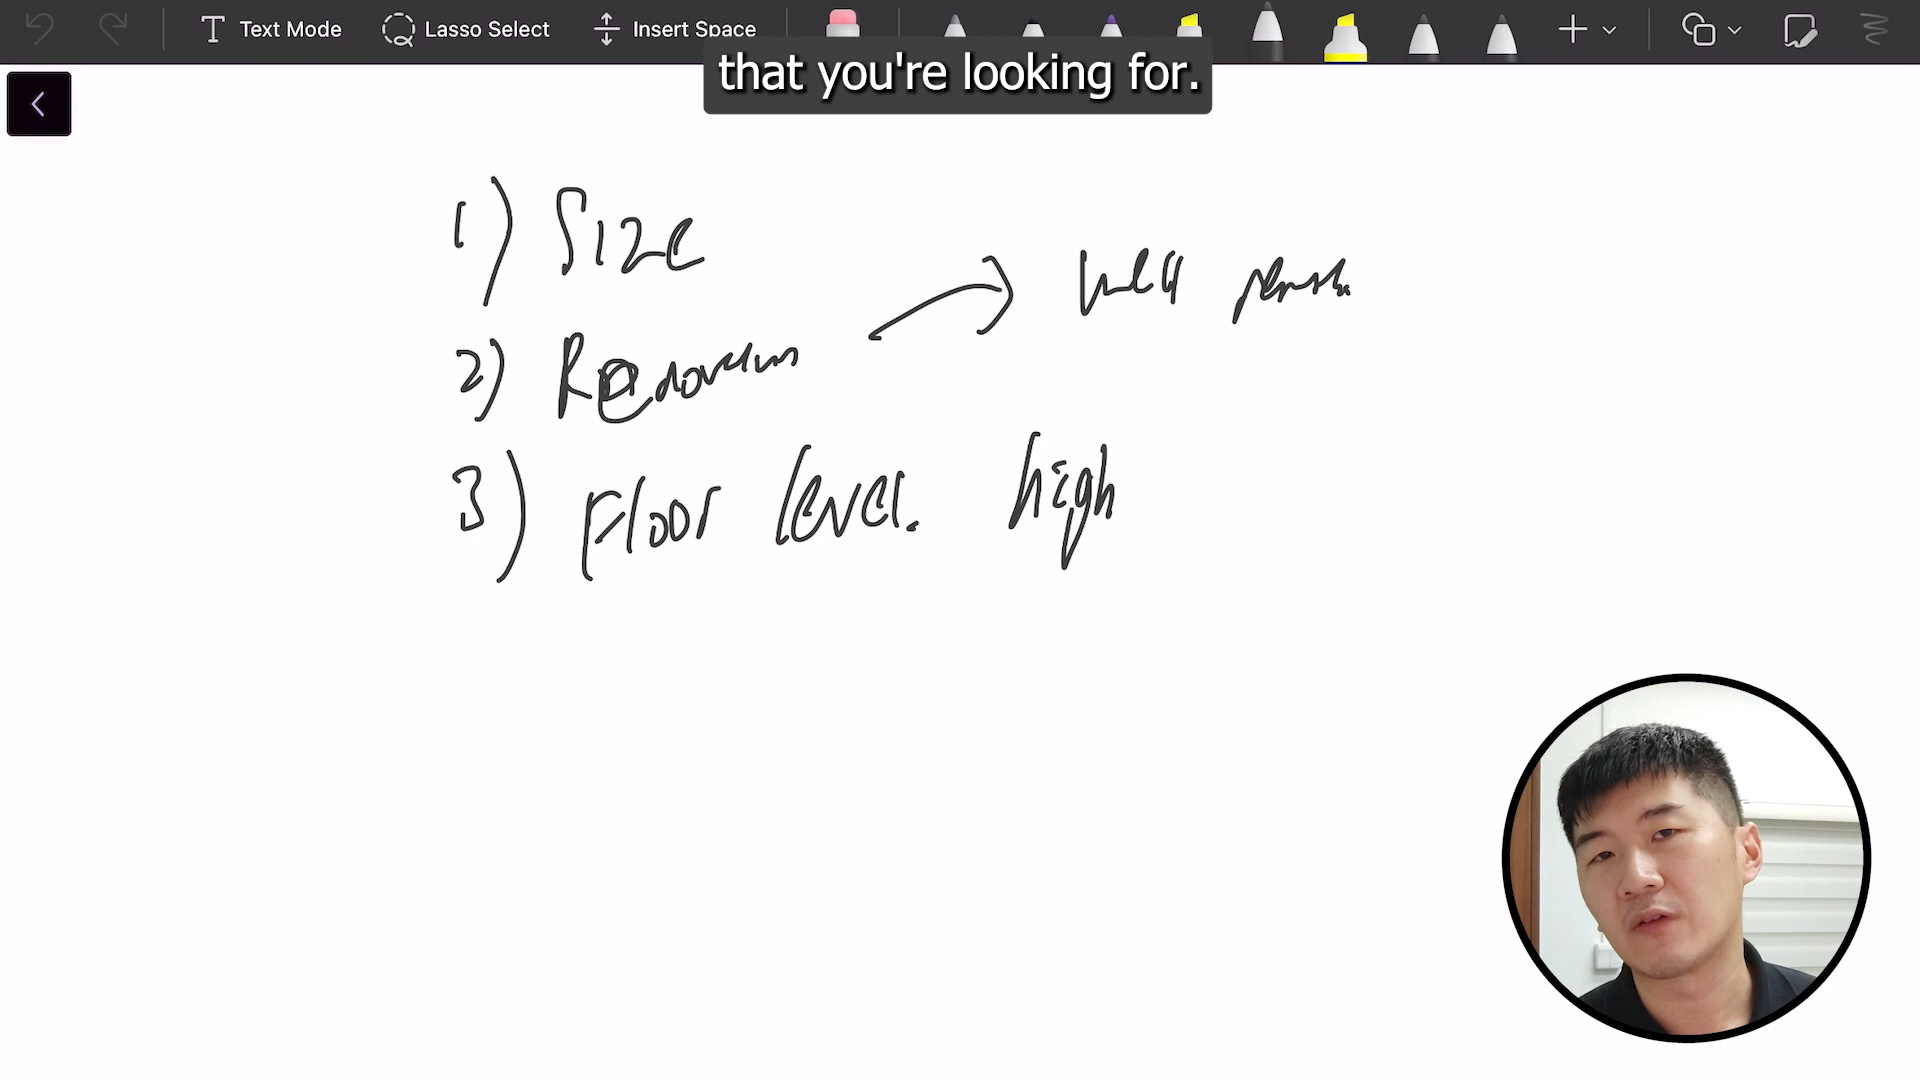 Text Mode Lasso Select Insert Space
that you're looking for.
1) Size
2) Renovation → well
3) Floor level. high